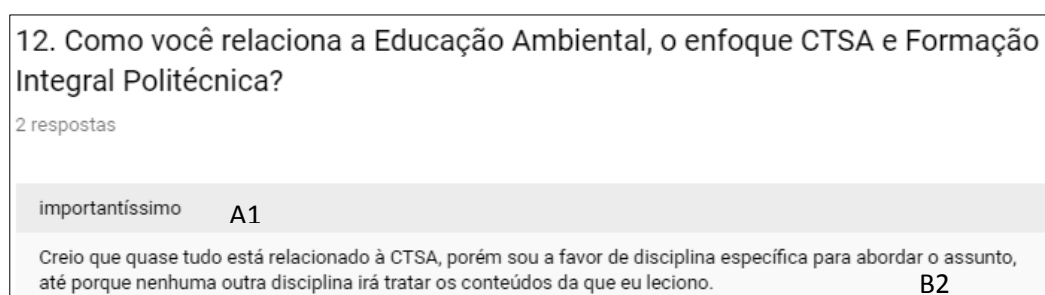 12. Como você relaciona a Educação Ambiental, o enfoque CTSA e Formação
Integral Politécnica?
2 respostas
importantíssimo A1
Creio que quase tudo está relacionado à CTSA, porém sou a favor de disciplina específica para abordar o assunto,
até porque nenhuma outra disciplina irá tratar os conteúdos da que eu leciono. B2